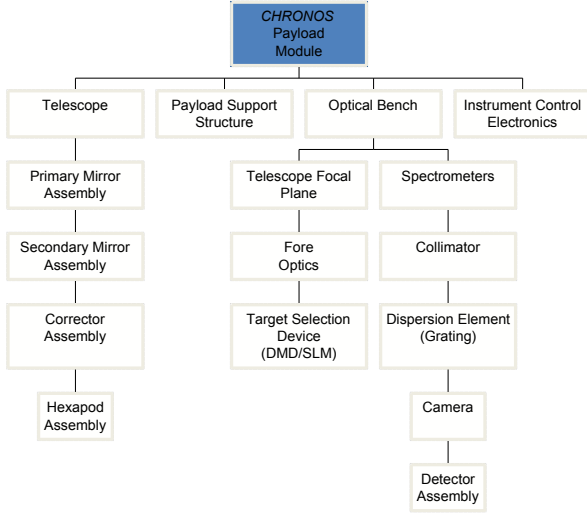 CHRONOS
Payload
Module
Telescope
Payload Support
Structure
Optical Bench
Instrument Control
Electronics
Primary Mirror
Assembly
Telescope Focal
Plane
Spectrometers
Secondary Mirror
Assembly
Fore
Optics
Collimator
Corrector
Assembly
Target Selection
Device
(DMD/SLM)
Dispersion Element
(Grating)
Hexapod
Assembly
Camera
Detector
Assembly